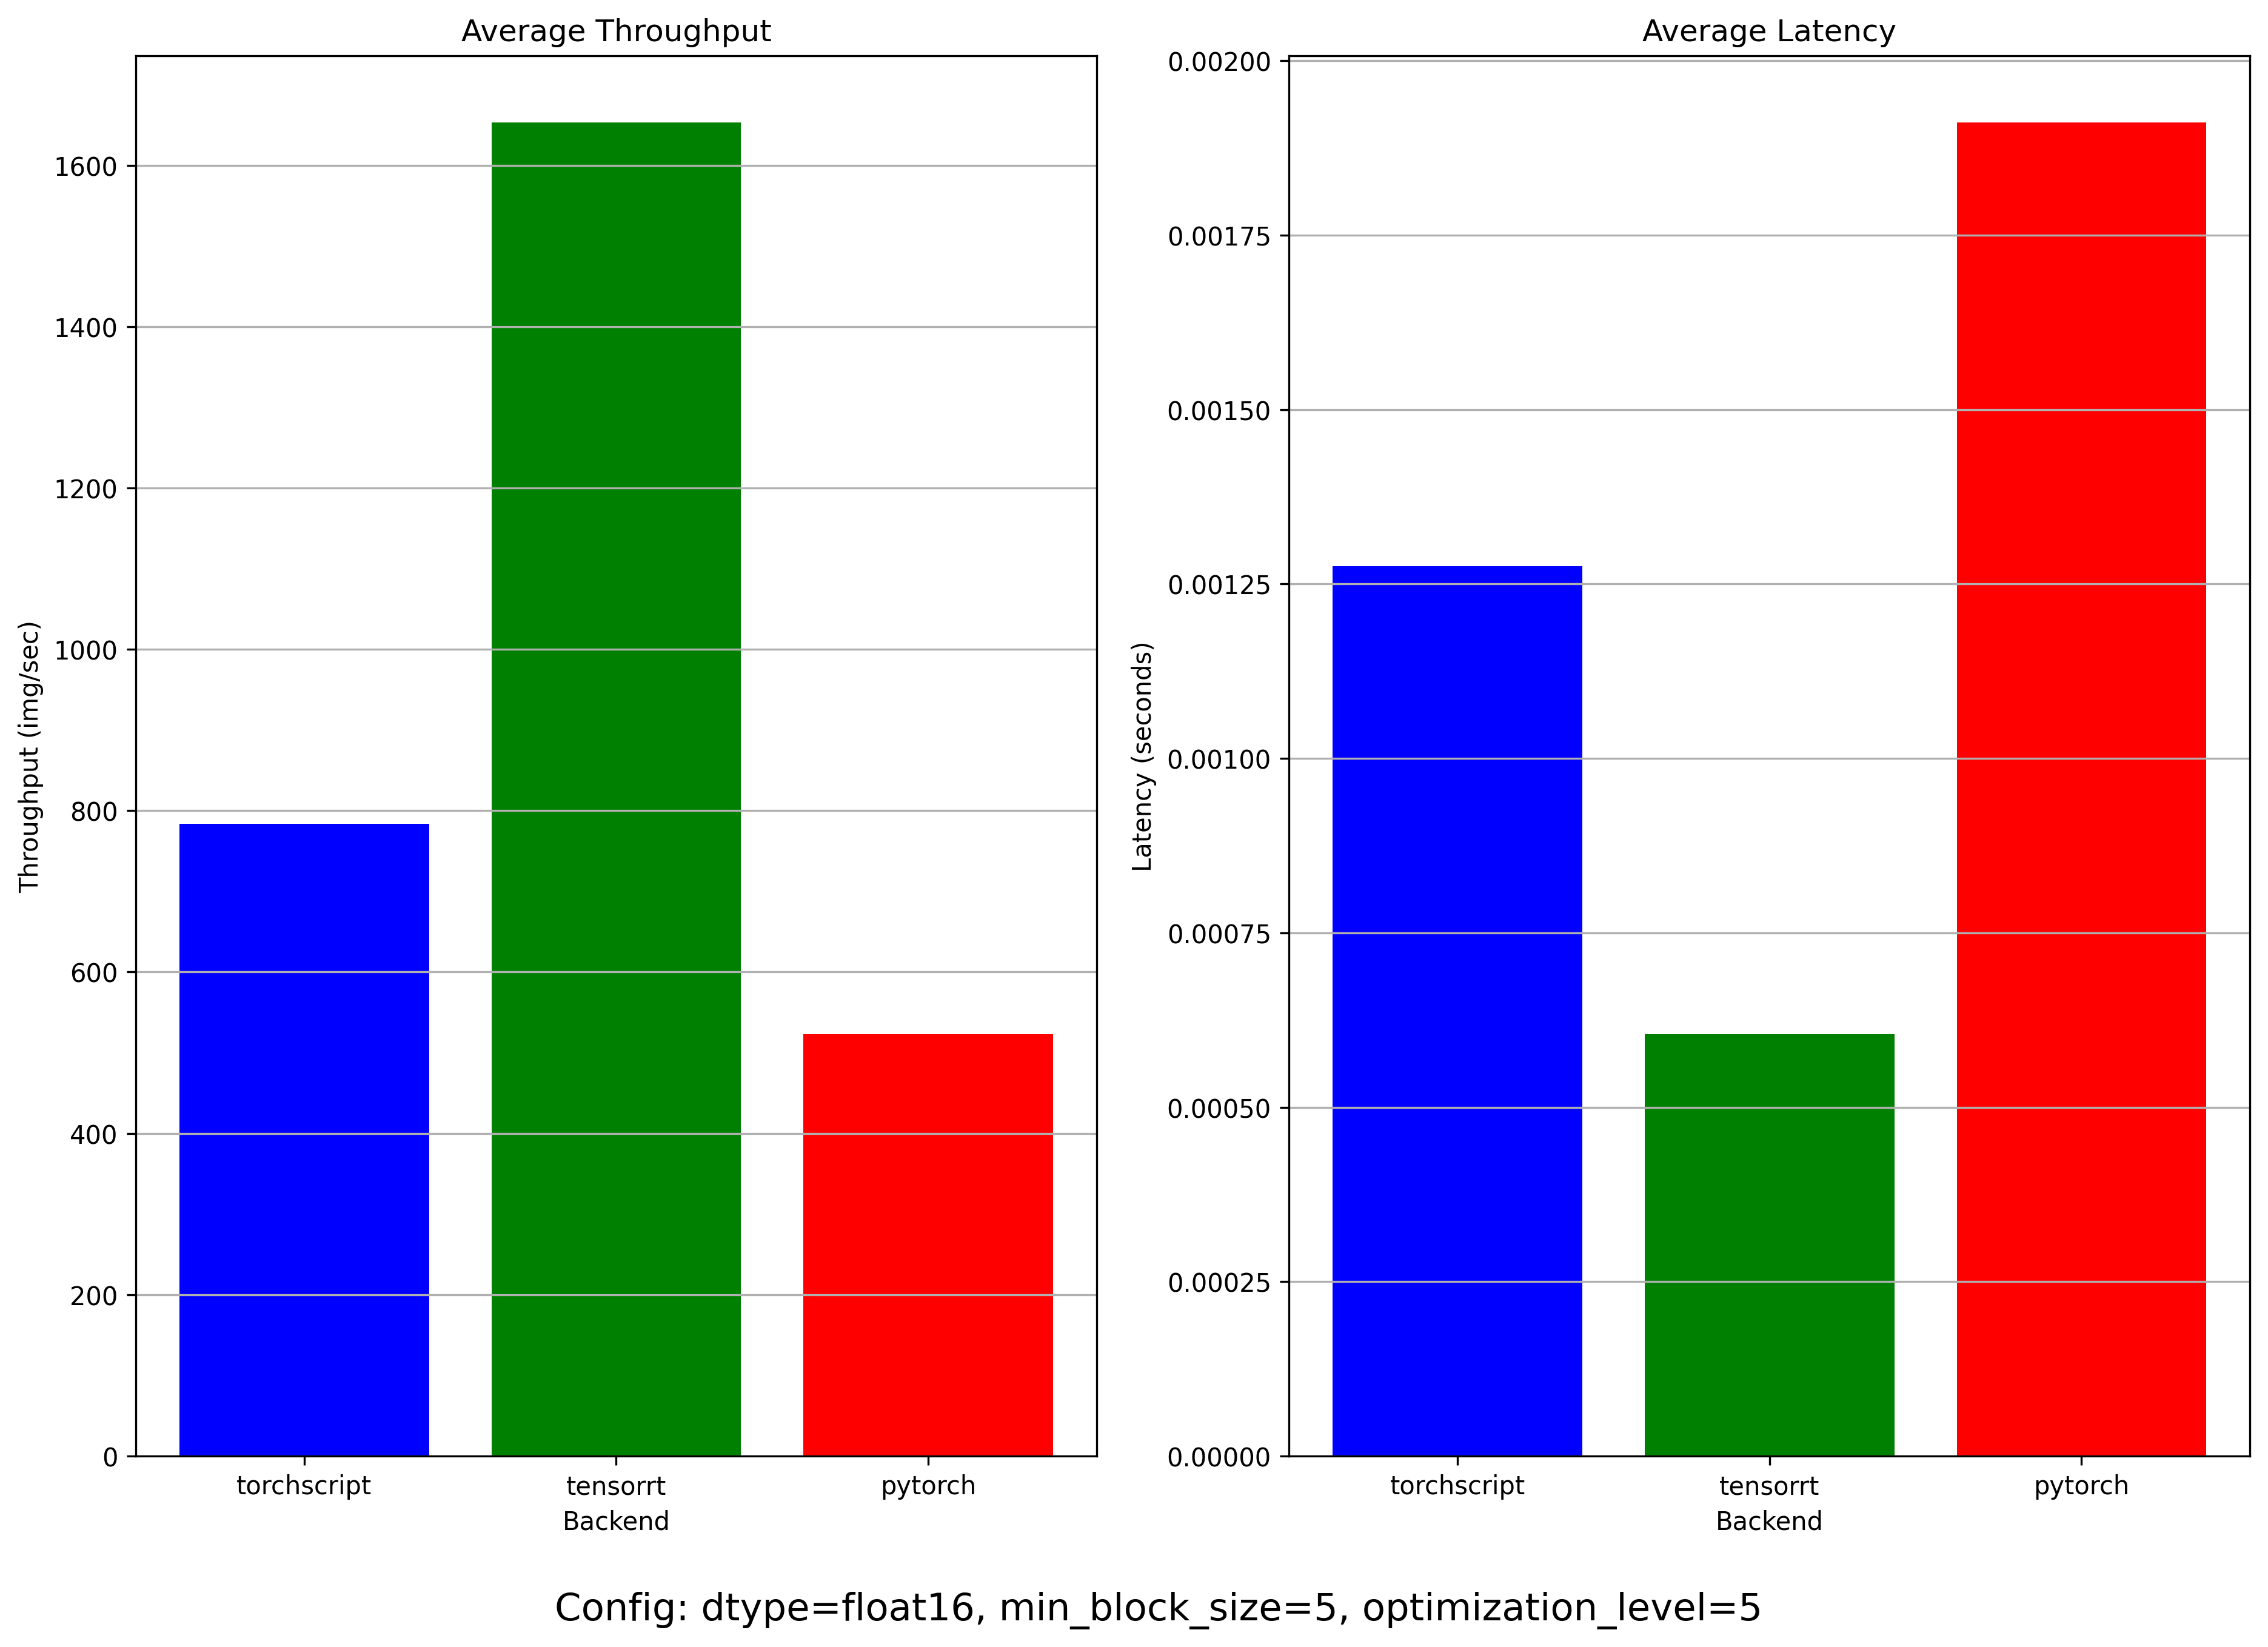 Average Throughput
Throughput (img/sec)
1600
1400
1200
1000
800
600
400
200
0
torchscript
tensorrt
pytorch
Backend
Average Latency
Latency (seconds)
0.00200
0.00175
0.00150
0.00125
0.00100
0.00075
0.00050
0.00025
0.00000
torchscript
tensorrt
pytorch
Backend
Config: dtype=float16, min_block_size=5, optimization_level=5